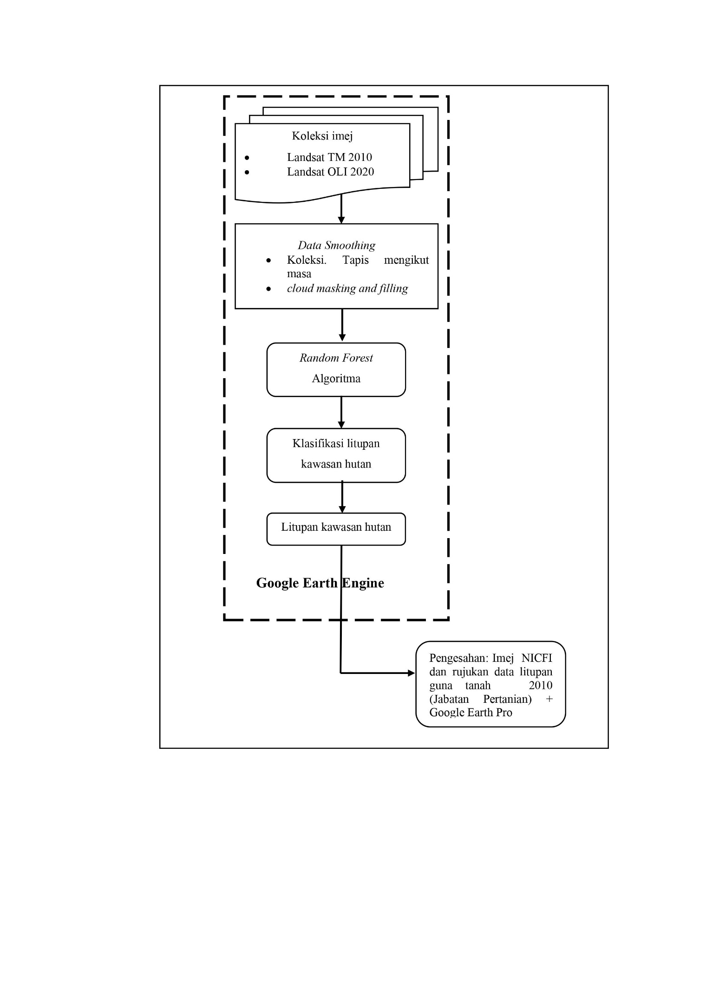 Koleksi imej
• Landsat TM 2010
• Landsat OLI 2020
Data Smoothing
• Koleksi. Tapis mengikut
masa
• cloud masking and filling
Random Forest
Algoritma
Klasifikasi litupan
kawasan hutan
Litupan kawasan hutan
Google Earth Engine
Pengesahan: Imej NICFI
dan rujukan data litupan
guna tanah 2010
(Jabatan Pertanian) +
Google Earth Pro